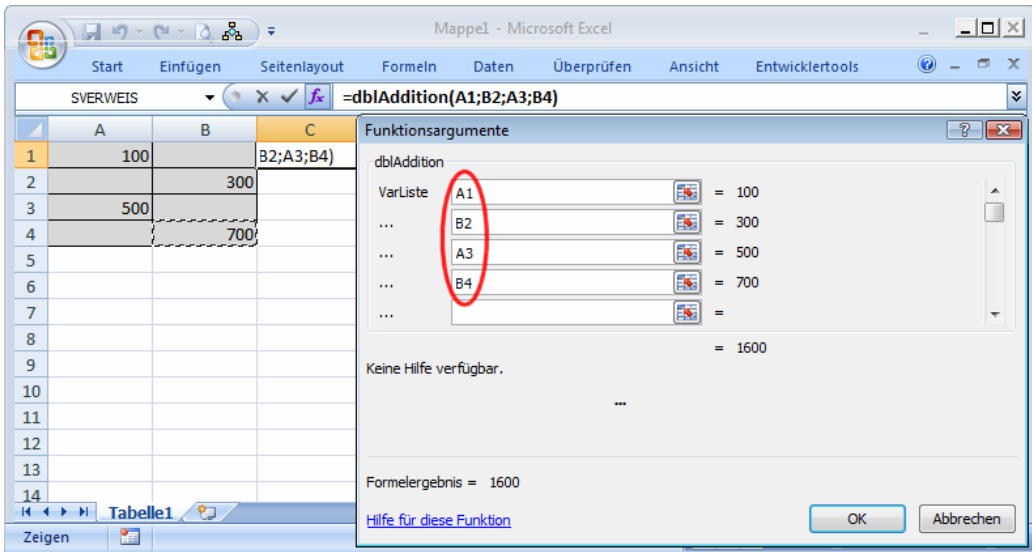 Mappe1 - Microsoft Excel
Start Einfügen Seitenlayout Formeln Daten Überprüfen Ansicht Entwicklertools
SVERWEIS fx =dblAddition(A1;B2;A3;B4)
A B C
1 100 B2;A3;B4)
2 300
3 500
4 700
5
6
7
8
9
10
11
12
13
14
Tabelle1
Zeigen
Funktionsargumente
dblAddition
VarListe A1 = 100
... B2 = 300
... A3 = 500
... B4 = 700
... =
= 1600
Keine Hilfe verfügbar.
...
Formelergebnis = 1600
Hilfe für diese Funktion OK Abbrechen